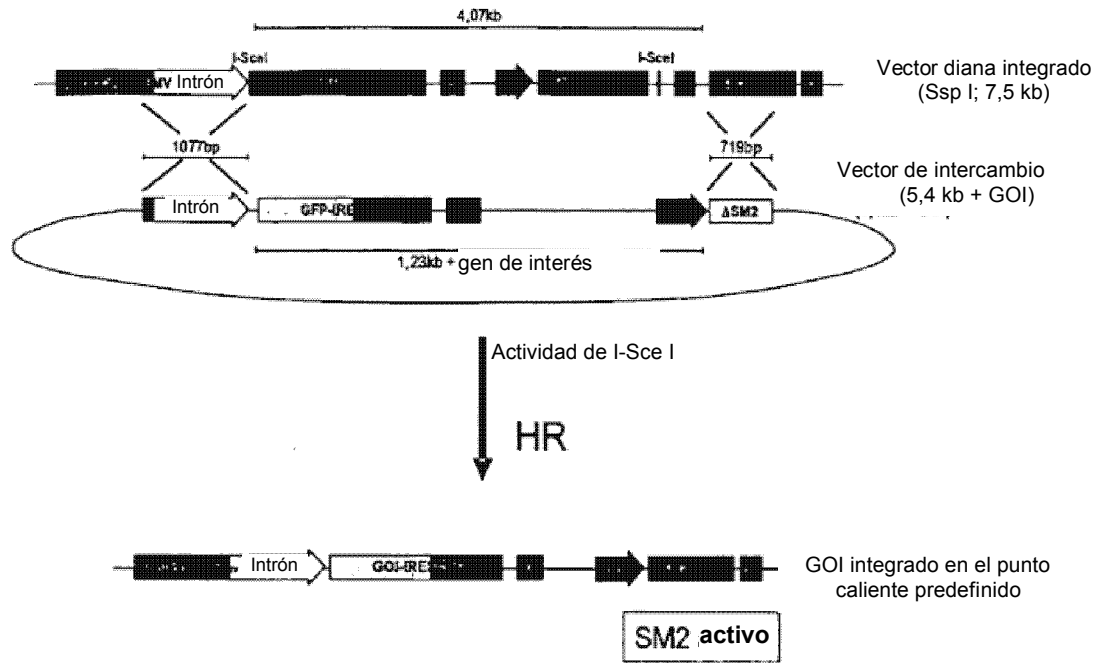 4,07kb
I-SceI
I-SceI
Intrón
Vector diana integrado
(Ssp I; 7,5 kb)
1077bp
719bp
Vector de intercambio
(5,4 kb + GOI)
Intrón
GFP-IRE
ΔSM2
1,23kb + gen de interés
Actividad de I-Sce I
HR
Intrón
GOI-IRES
GOI integrado en el punto
caliente predefinido
SM2 activo